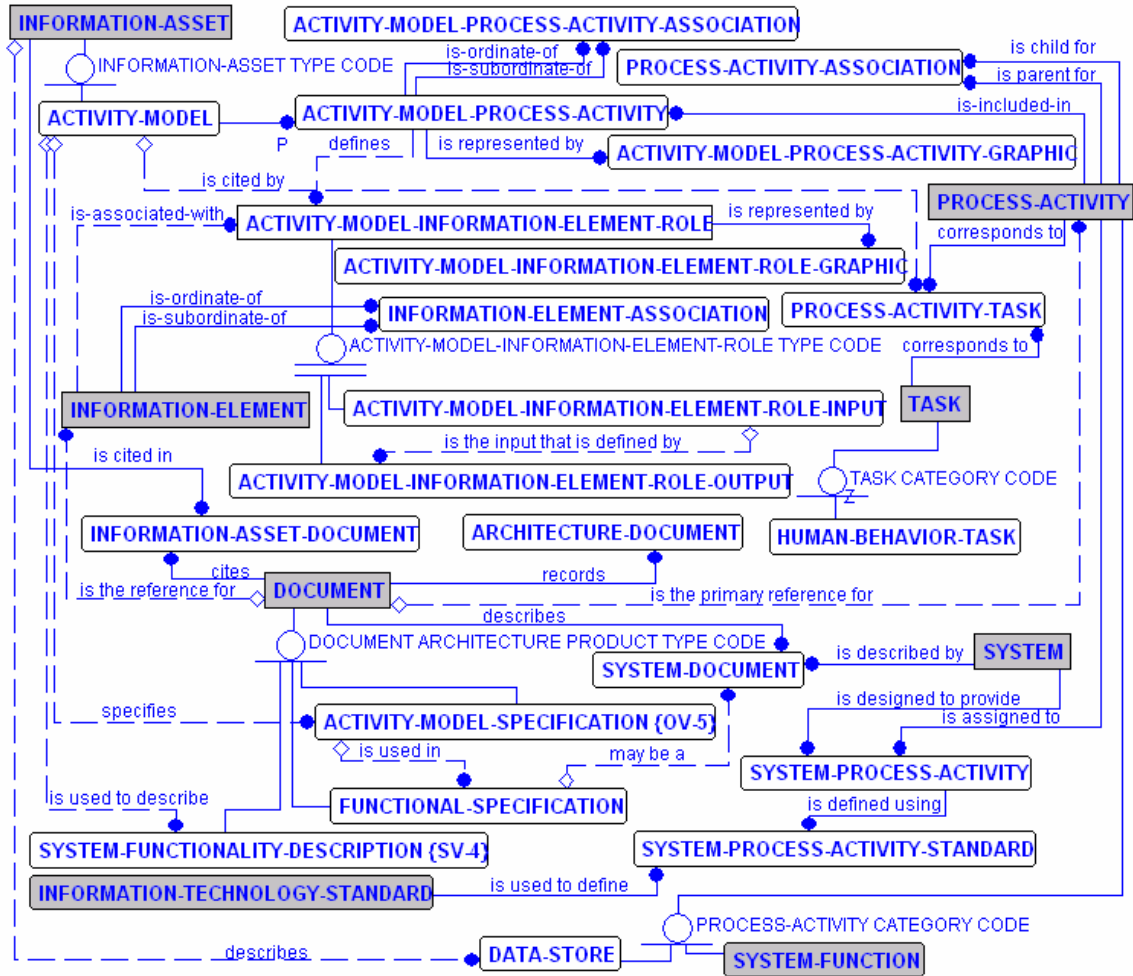 INFORMATION-ASSET
ACTIVITY-MODEL-PROCESS-ACTIVITY-ASSOCIATION
is-ordinate-of
is-subordinate-of
is child for
PROCESS-ACTIVITY-ASSOCIATION
is parent for
INFORMATION-ASSET TYPE CODE
ACTIVITY-MODEL
P
ACTIVITY-MODEL-PROCESS-ACTIVITY
is-included-in
defines
is represented by
ACTIVITY-MODEL-PROCESS-ACTIVITY-GRAPHIC
is cited by
PROCESS-ACTIVITY
is-associated-with
ACTIVITY-MODEL-INFORMATION-ELEMENT-ROLE
is represented by
corresponds to
ACTIVITY-MODEL-INFORMATION-ELEMENT-ROLE-GRAPHIC
is-ordinate-of
is-subordinate-of
INFORMATION-ELEMENT-ASSOCIATION
PROCESS-ACTIVITY-TASK
ACTIVITY-MODEL-INFORMATION-ELEMENT-ROLE TYPE CODE
corresponds to
INFORMATION-ELEMENT
ACTIVITY-MODEL-INFORMATION-ELEMENT-ROLE-INPUT
TASK
is the input that is defined by
is cited in
ACTIVITY-MODEL-INFORMATION-ELEMENT-ROLE-OUTPUT
TASK CATEGORY CODE
Z
INFORMATION-ASSET-DOCUMENT
ARCHITECTURE-DOCUMENT
HUMAN-BEHAVIOR-TASK
cites
records
is the reference for
DOCUMENT
is the primary reference for
describes
DOCUMENT ARCHITECTURE PRODUCT TYPE CODE
SYSTEM-DOCUMENT
is described by
SYSTEM
is designed to provide
is assigned to
specifies
ACTIVITY-MODEL-SPECIFICATION {OV-5}
is used in
may be a
SYSTEM-PROCESS-ACTIVITY
is used to describe
FUNCTIONAL-SPECIFICATION
is defined using
SYSTEM-FUNCTIONALITY-DESCRIPTION {SV-4}
SYSTEM-PROCESS-ACTIVITY-STANDARD
INFORMATION-TECHNOLOGY-STANDARD
is used to define
PROCESS-ACTIVITY CATEGORY CODE
describes
DATA-STORE
SYSTEM-FUNCTION